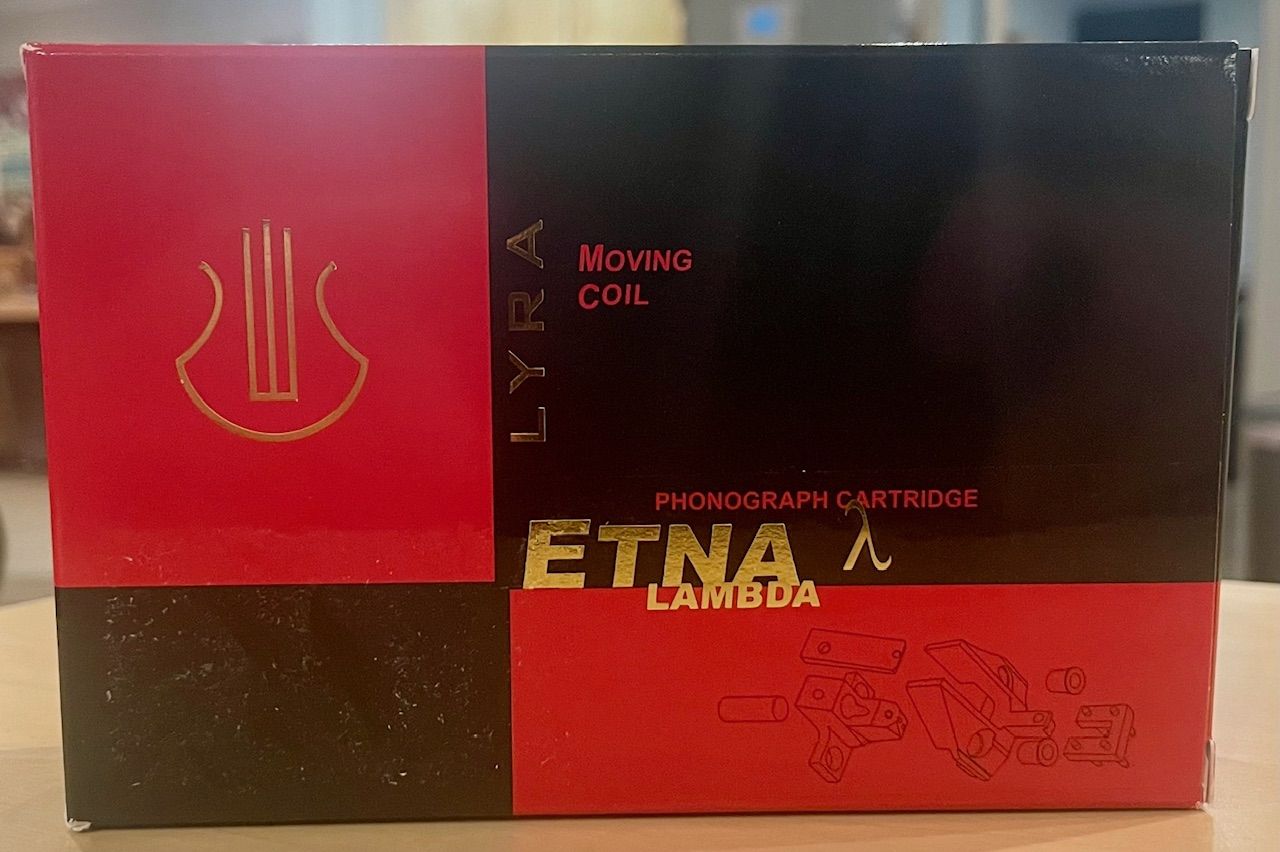 LYRA
MOVING
COIL
PHONOGRAPH CARTRIDGE
ETNA λ
LAMBDA